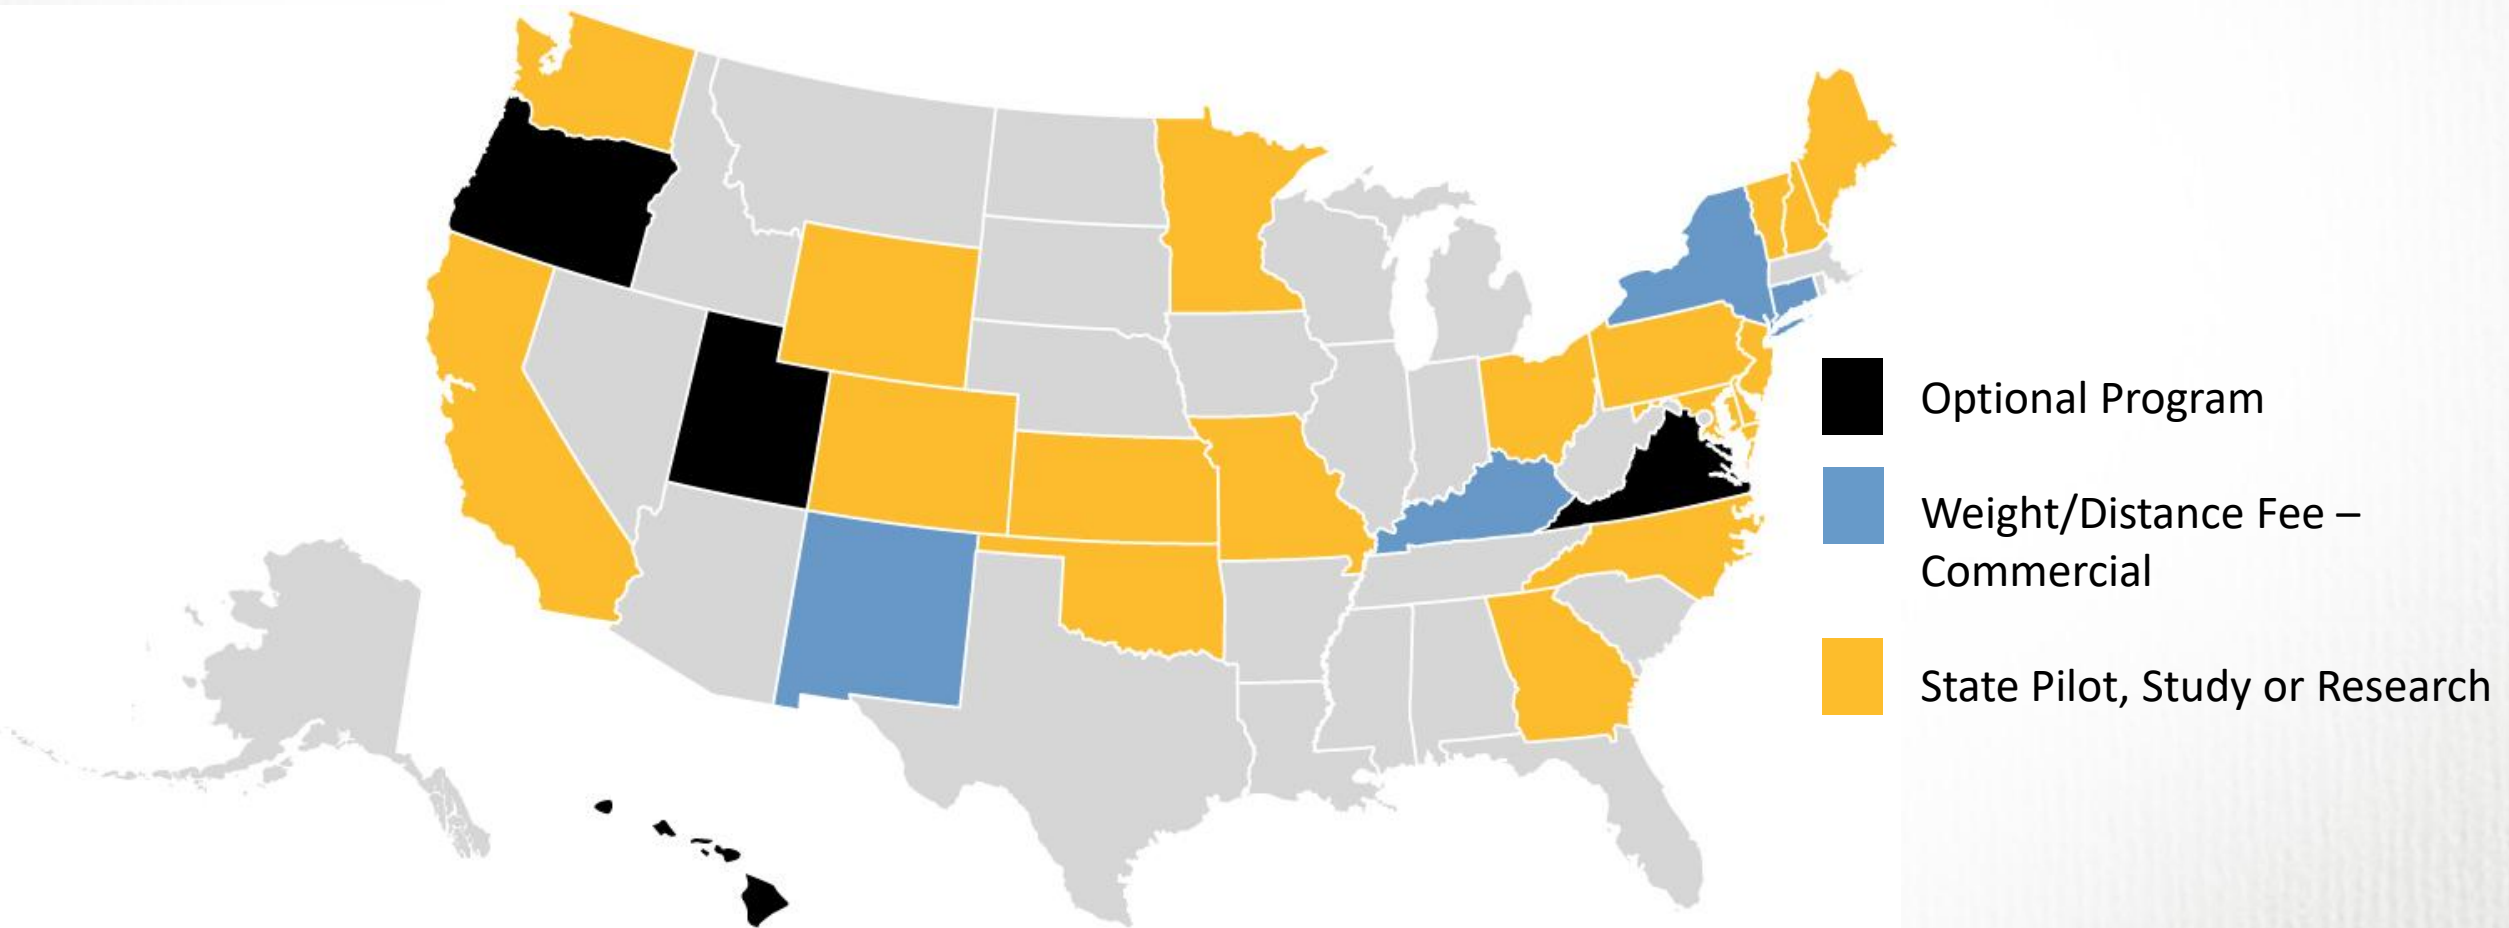 Optional Program
Weight/Distance Fee –
Commercial
State Pilot, Study or Research